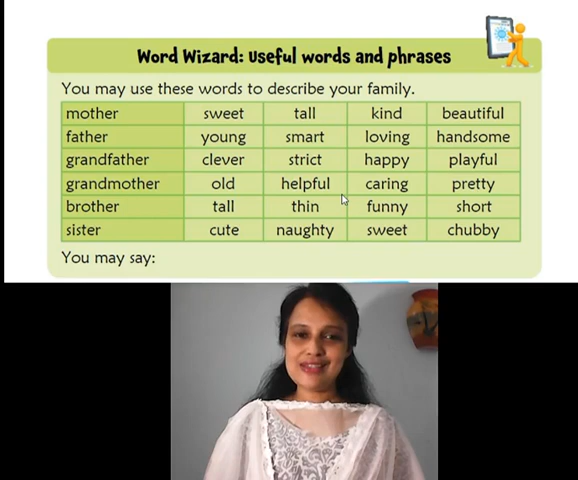 Word Wizard: Useful words and phrases
You may use these words to describe your family.
mother sweet tall kind beautiful
father young smart loving handsome
grandfather clever strict happy playful
grandmother old helpful caring pretty
brother tall thin funny short
sister cute naughty sweet chubby
You may say: